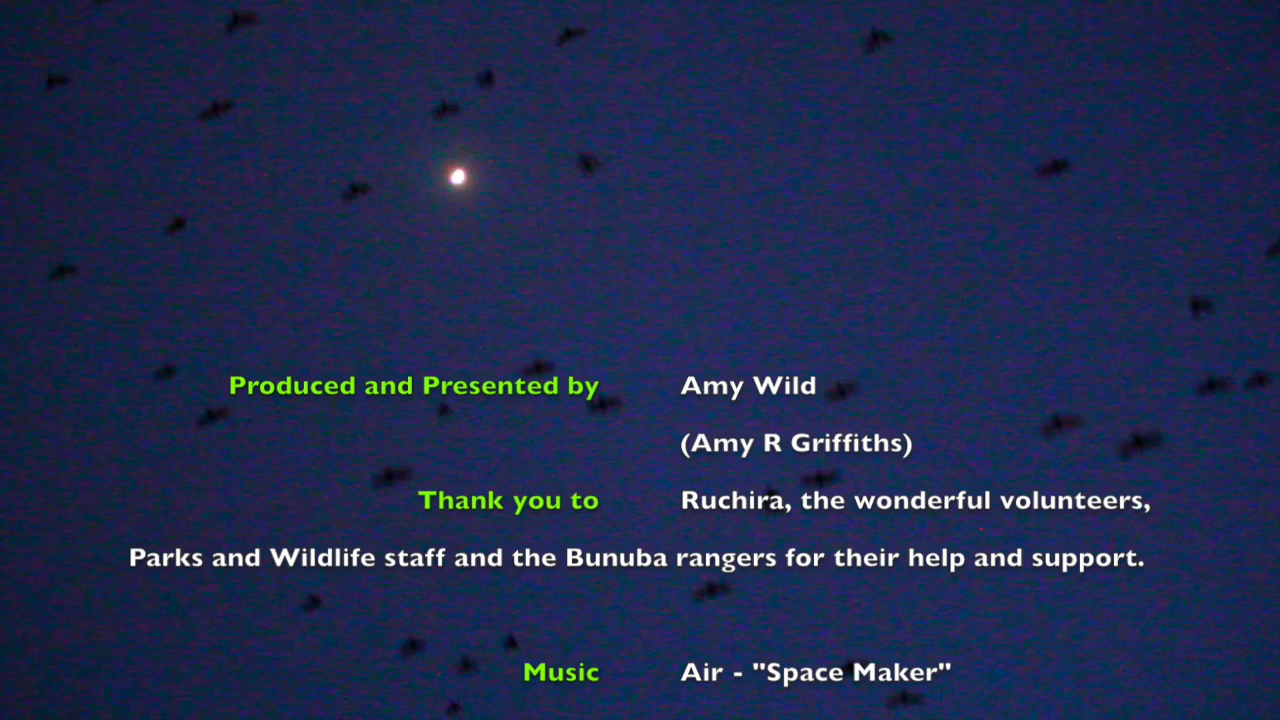 Produced and Presented by Amy Wild
(Amy R Griffiths)
Thank you to Ruchira, the wonderful volunteers,
Parks and Wildlife staff and the Bunuba rangers for their help and support.
Music Air - "Space Maker"